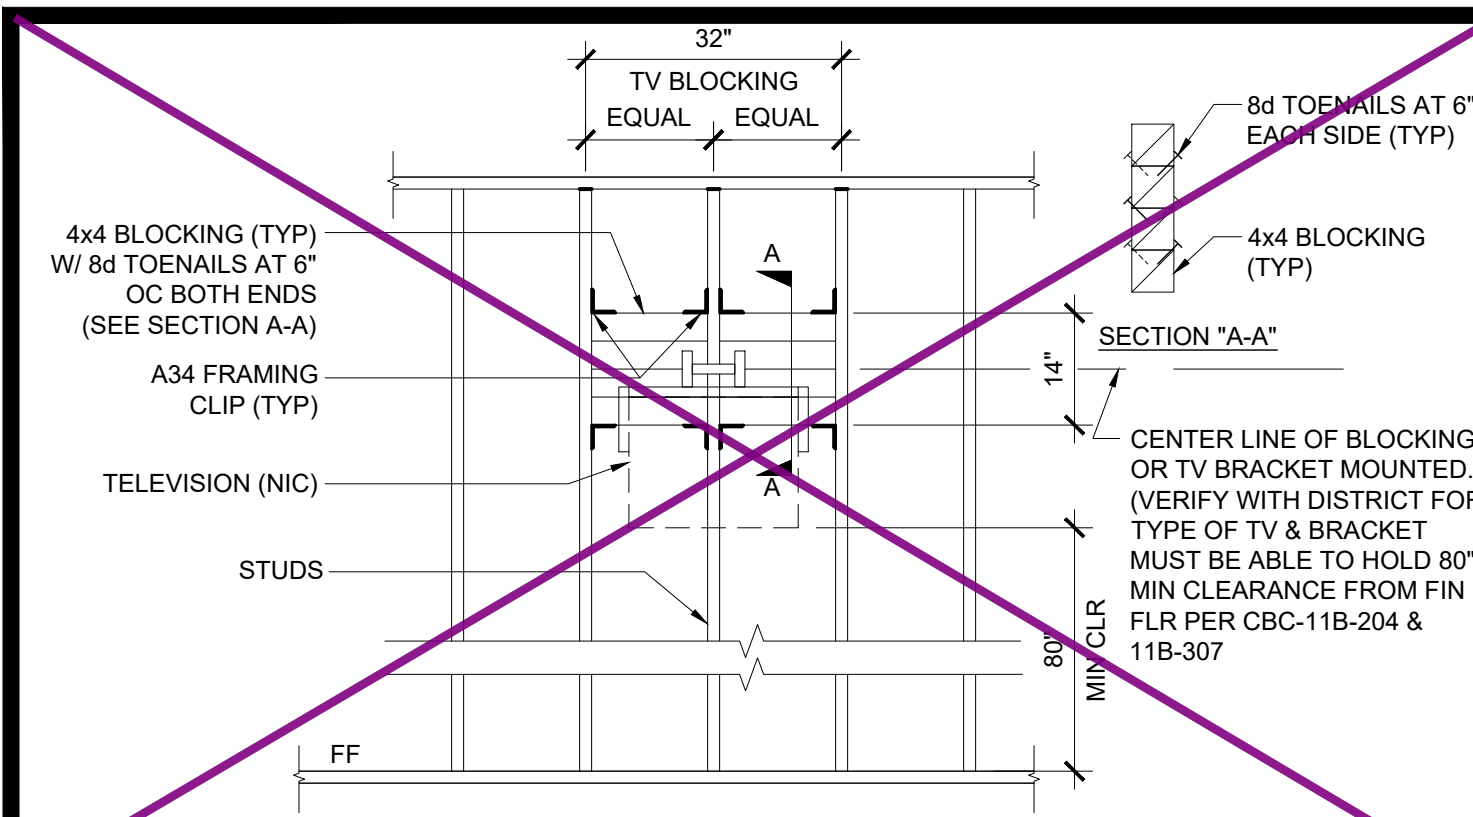 32"
TV BLOCKING
EQUAL EQUAL
8d TOENAILS AT 6"
EACH SIDE (TYP)
4x4 BLOCKING (TYP)
W/ 8d TOENAILS AT 6"
OC BOTH ENDS
(SEE SECTION A-A)
A
4x4 BLOCKING
(TYP)
SECTION "A-A"
A34 FRAMING
CLIP (TYP)
14"
TELEVISION (NIC)
A
CENTER LINE OF BLOCKING
OR TV BRACKET MOUNTED.
(VERIFY WITH DISTRICT FOR
TYPE OF TV & BRACKET
MUST BE ABLE TO HOLD 80"
MIN CLEARANCE FROM FIN
FLR PER CBC-11B-204 &
11B-307
STUDS
80"
MIN CLR
FF